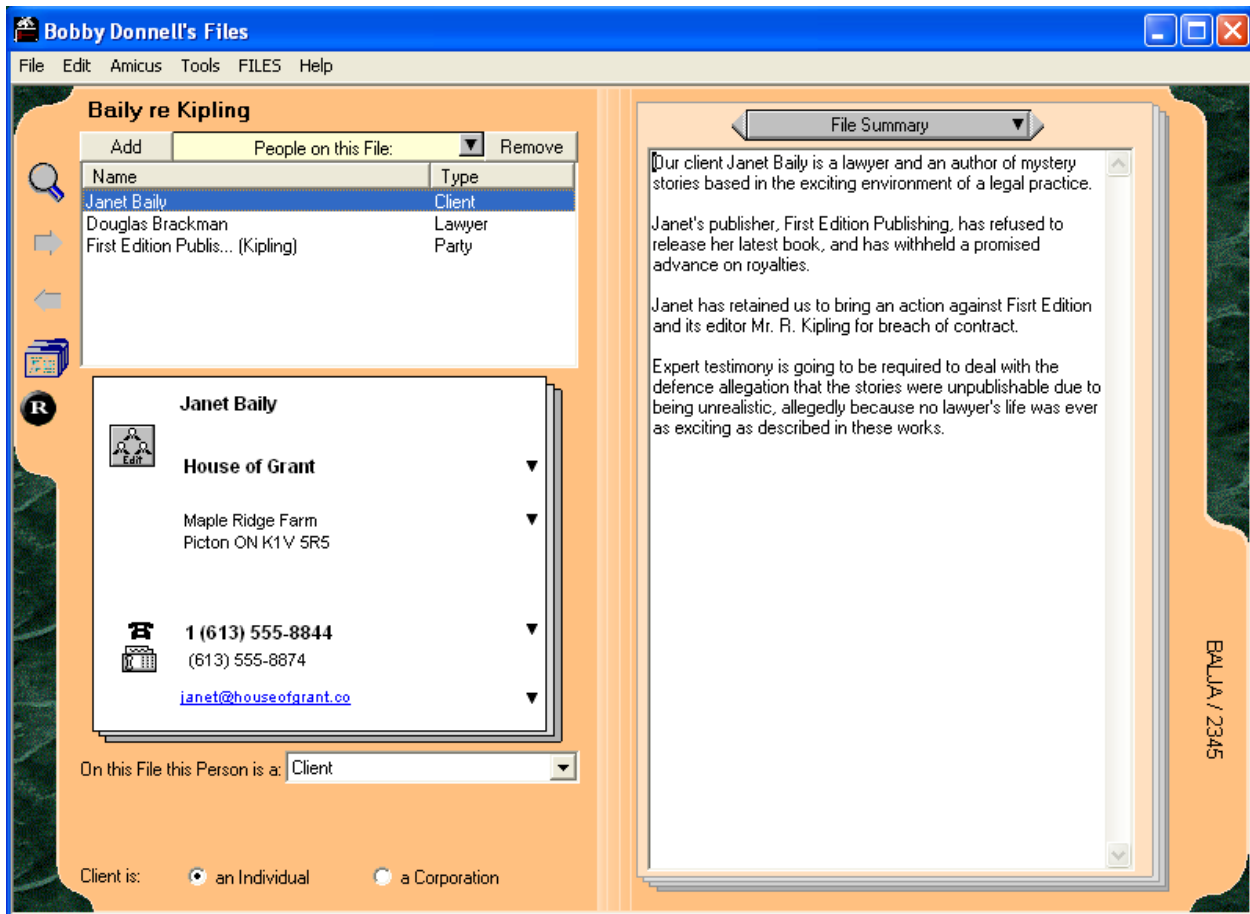 Bobby Donnell's Files
File Edit Amicus Tools FILES Help
Baily re Kipling
Add People on this File: Remove
Name Type
Janet Baily Client
Douglas Brackman Lawyer
First Edition Publis... (Kipling) Party
R
Janet Baily
Edit
House of Grant
Maple Ridge Farm
Picton ON K1V 5R5
1 (613) 555-8844
(613) 555-8874
janet@houseofgrant.co
On this File this Person is a: Client
Client is: an Individual a Corporation
File Summary
Our client Janet Baily is a lawyer and an author of mystery
stories based in the exciting environment of a legal practice.
Janet's publisher, First Edition Publishing, has refused to
release her latest book, and has withheld a promised
advance on royalties.
Janet has retained us to bring an action against Fisrt Edition
and its editor Mr. R. Kipling for breach of contract.
Expert testimony is going to be required to deal with the
defence allegation that the stories were unpublishable due to
being unrealistic, allegedly because no lawyer's life was ever
as exciting as described in these works.
BALJA / 2345